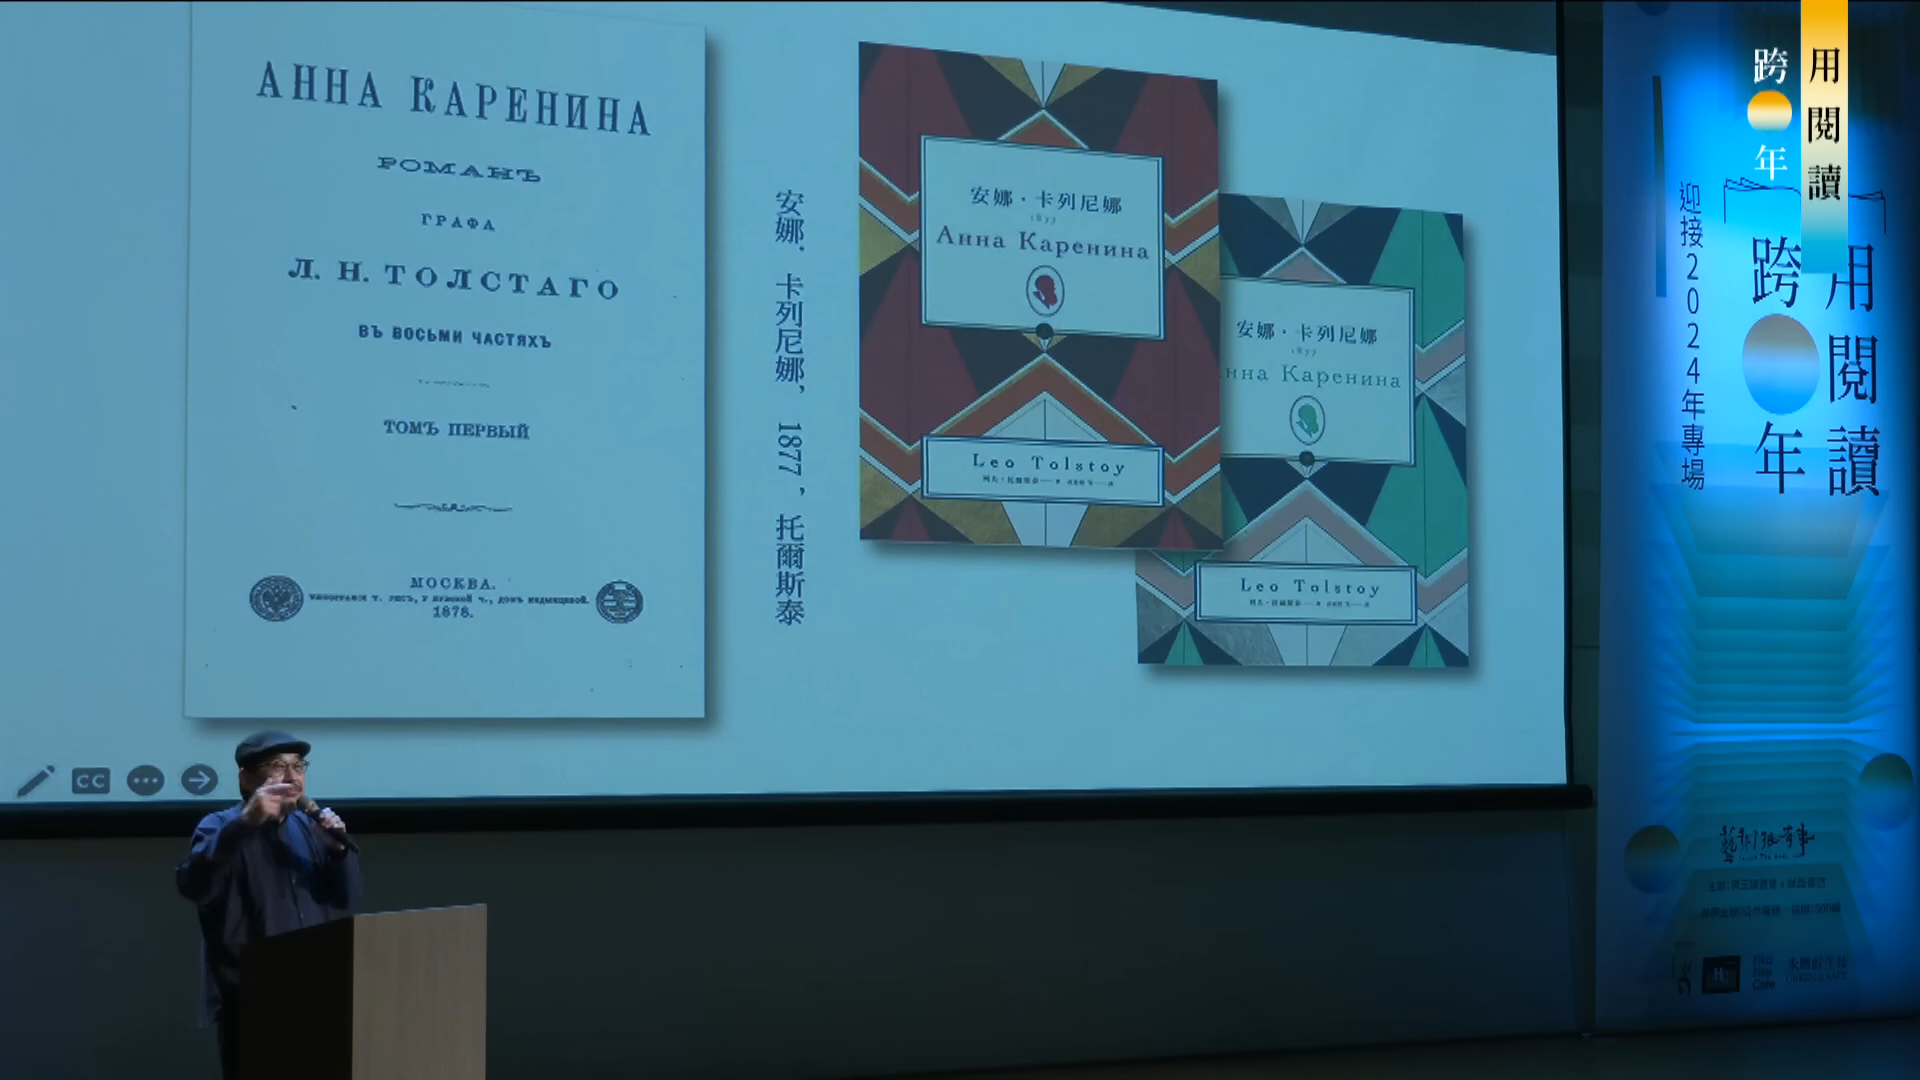 АННА КАРЕНИНА
РОМАНЪ
ГРАФА
Л. Н. ТОЛСТАГО
ВЪ ВОСЬМИ ЧАСТЯХЪ
ТОМЪ ПЕРВЫЙ
МОСКВА.
1878.
安娜．卡列尼娜，1877，托爾斯泰
安娜·卡列尼娜
1877
Анна Каренина
Leo Tolstoy
安娜·卡列尼娜
1877
нна Каренина
Leo Tolstoy
CC
用閱讀
跨年
用閱讀
跨年
迎接2024年專場